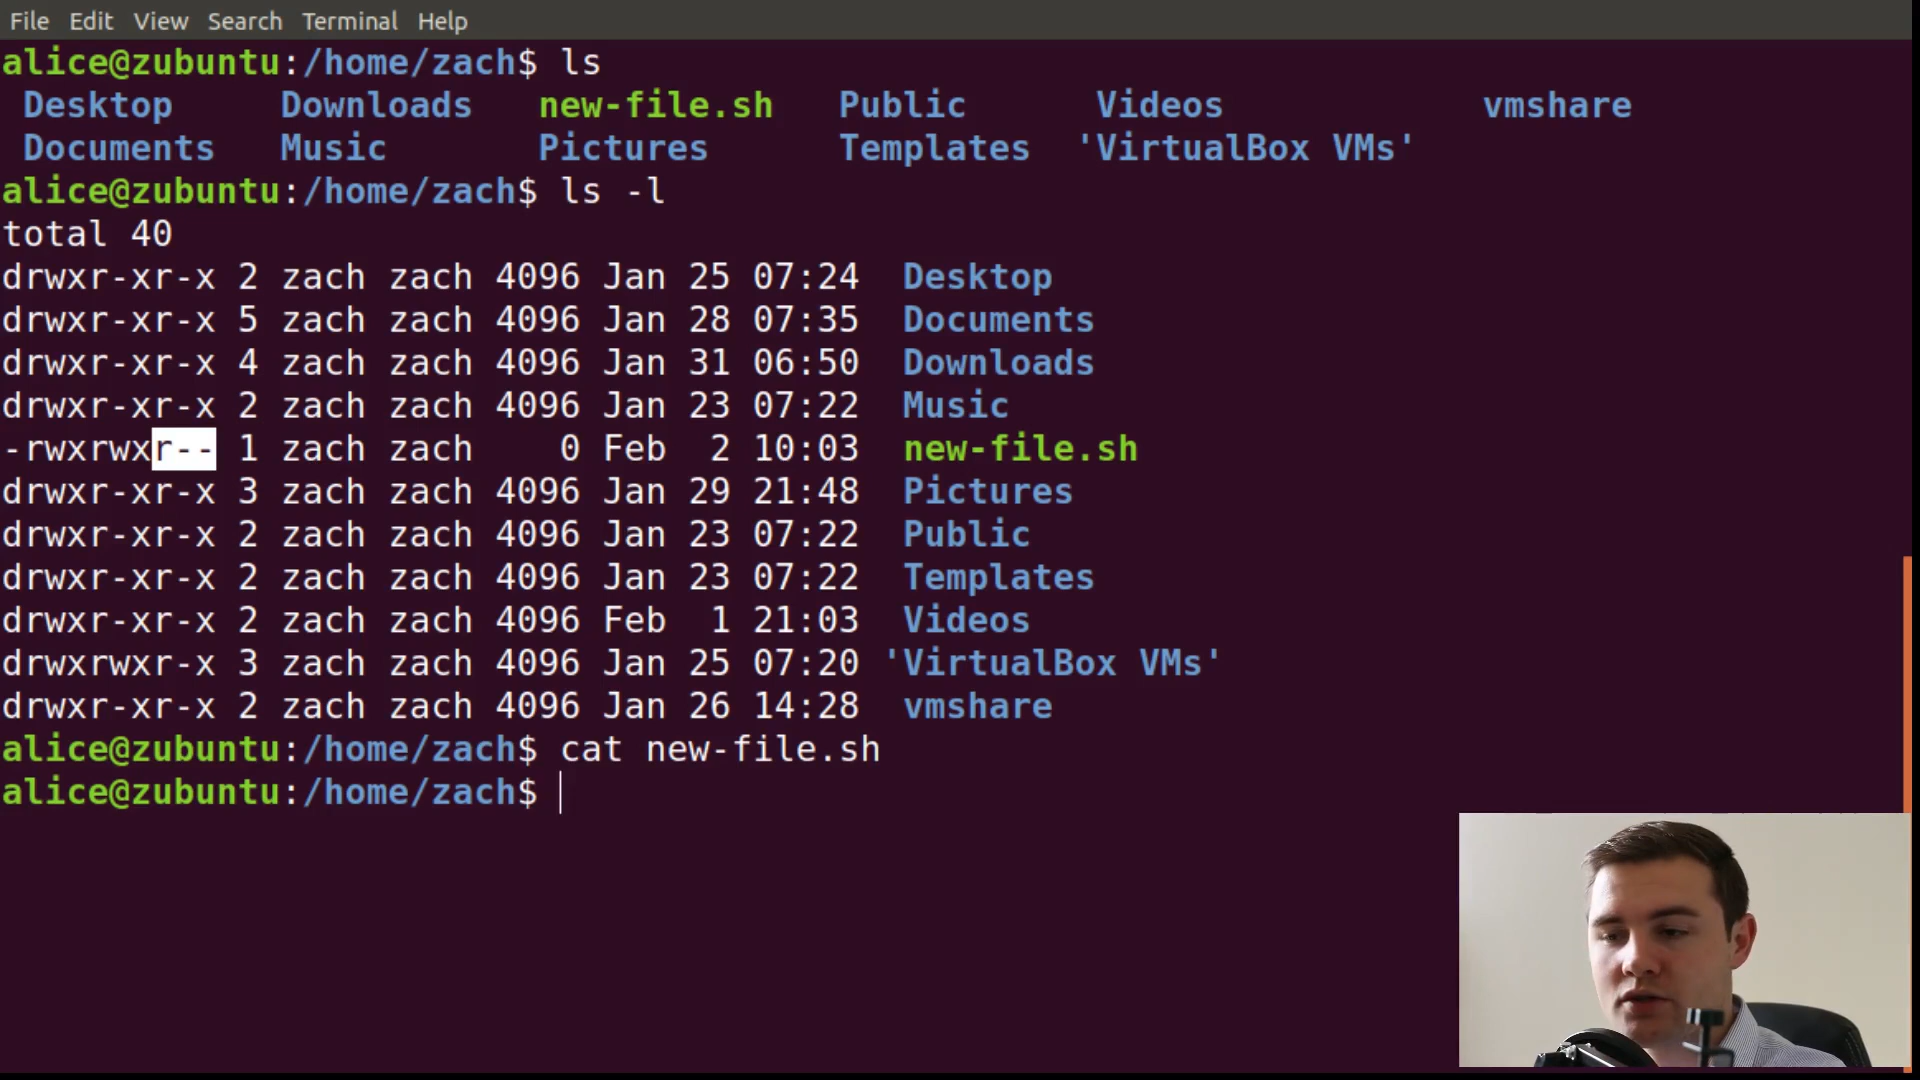 File Edit View Search Terminal Help
alice@zubuntu:/home/zach$ ls
Desktop Downloads new-file.sh Public Videos vmshare
Documents Music Pictures Templates 'VirtualBox VMs'
alice@zubuntu:/home/zach$ ls -l
total 40
drwxr-xr-x 2 zach zach 4096 Jan 25 07:24 Desktop
drwxr-xr-x 5 zach zach 4096 Jan 28 07:35 Documents
drwxr-xr-x 4 zach zach 4096 Jan 31 06:50 Downloads
drwxr-xr-x 2 zach zach 4096 Jan 23 07:22 Music
-rwxrwxr-- 1 zach zach 0 Feb 2 10:03 new-file.sh
drwxr-xr-x 3 zach zach 4096 Jan 29 21:48 Pictures
drwxr-xr-x 2 zach zach 4096 Jan 23 07:22 Public
drwxr-xr-x 2 zach zach 4096 Jan 23 07:22 Templates
drwxr-xr-x 2 zach zach 4096 Feb 1 21:03 Videos
drwxrwxr-x 3 zach zach 4096 Jan 25 07:20 'VirtualBox VMs'
drwxr-xr-x 2 zach zach 4096 Jan 26 14:28 vmshare
alice@zubuntu:/home/zach$ cat new-file.sh
alice@zubuntu:/home/zach$